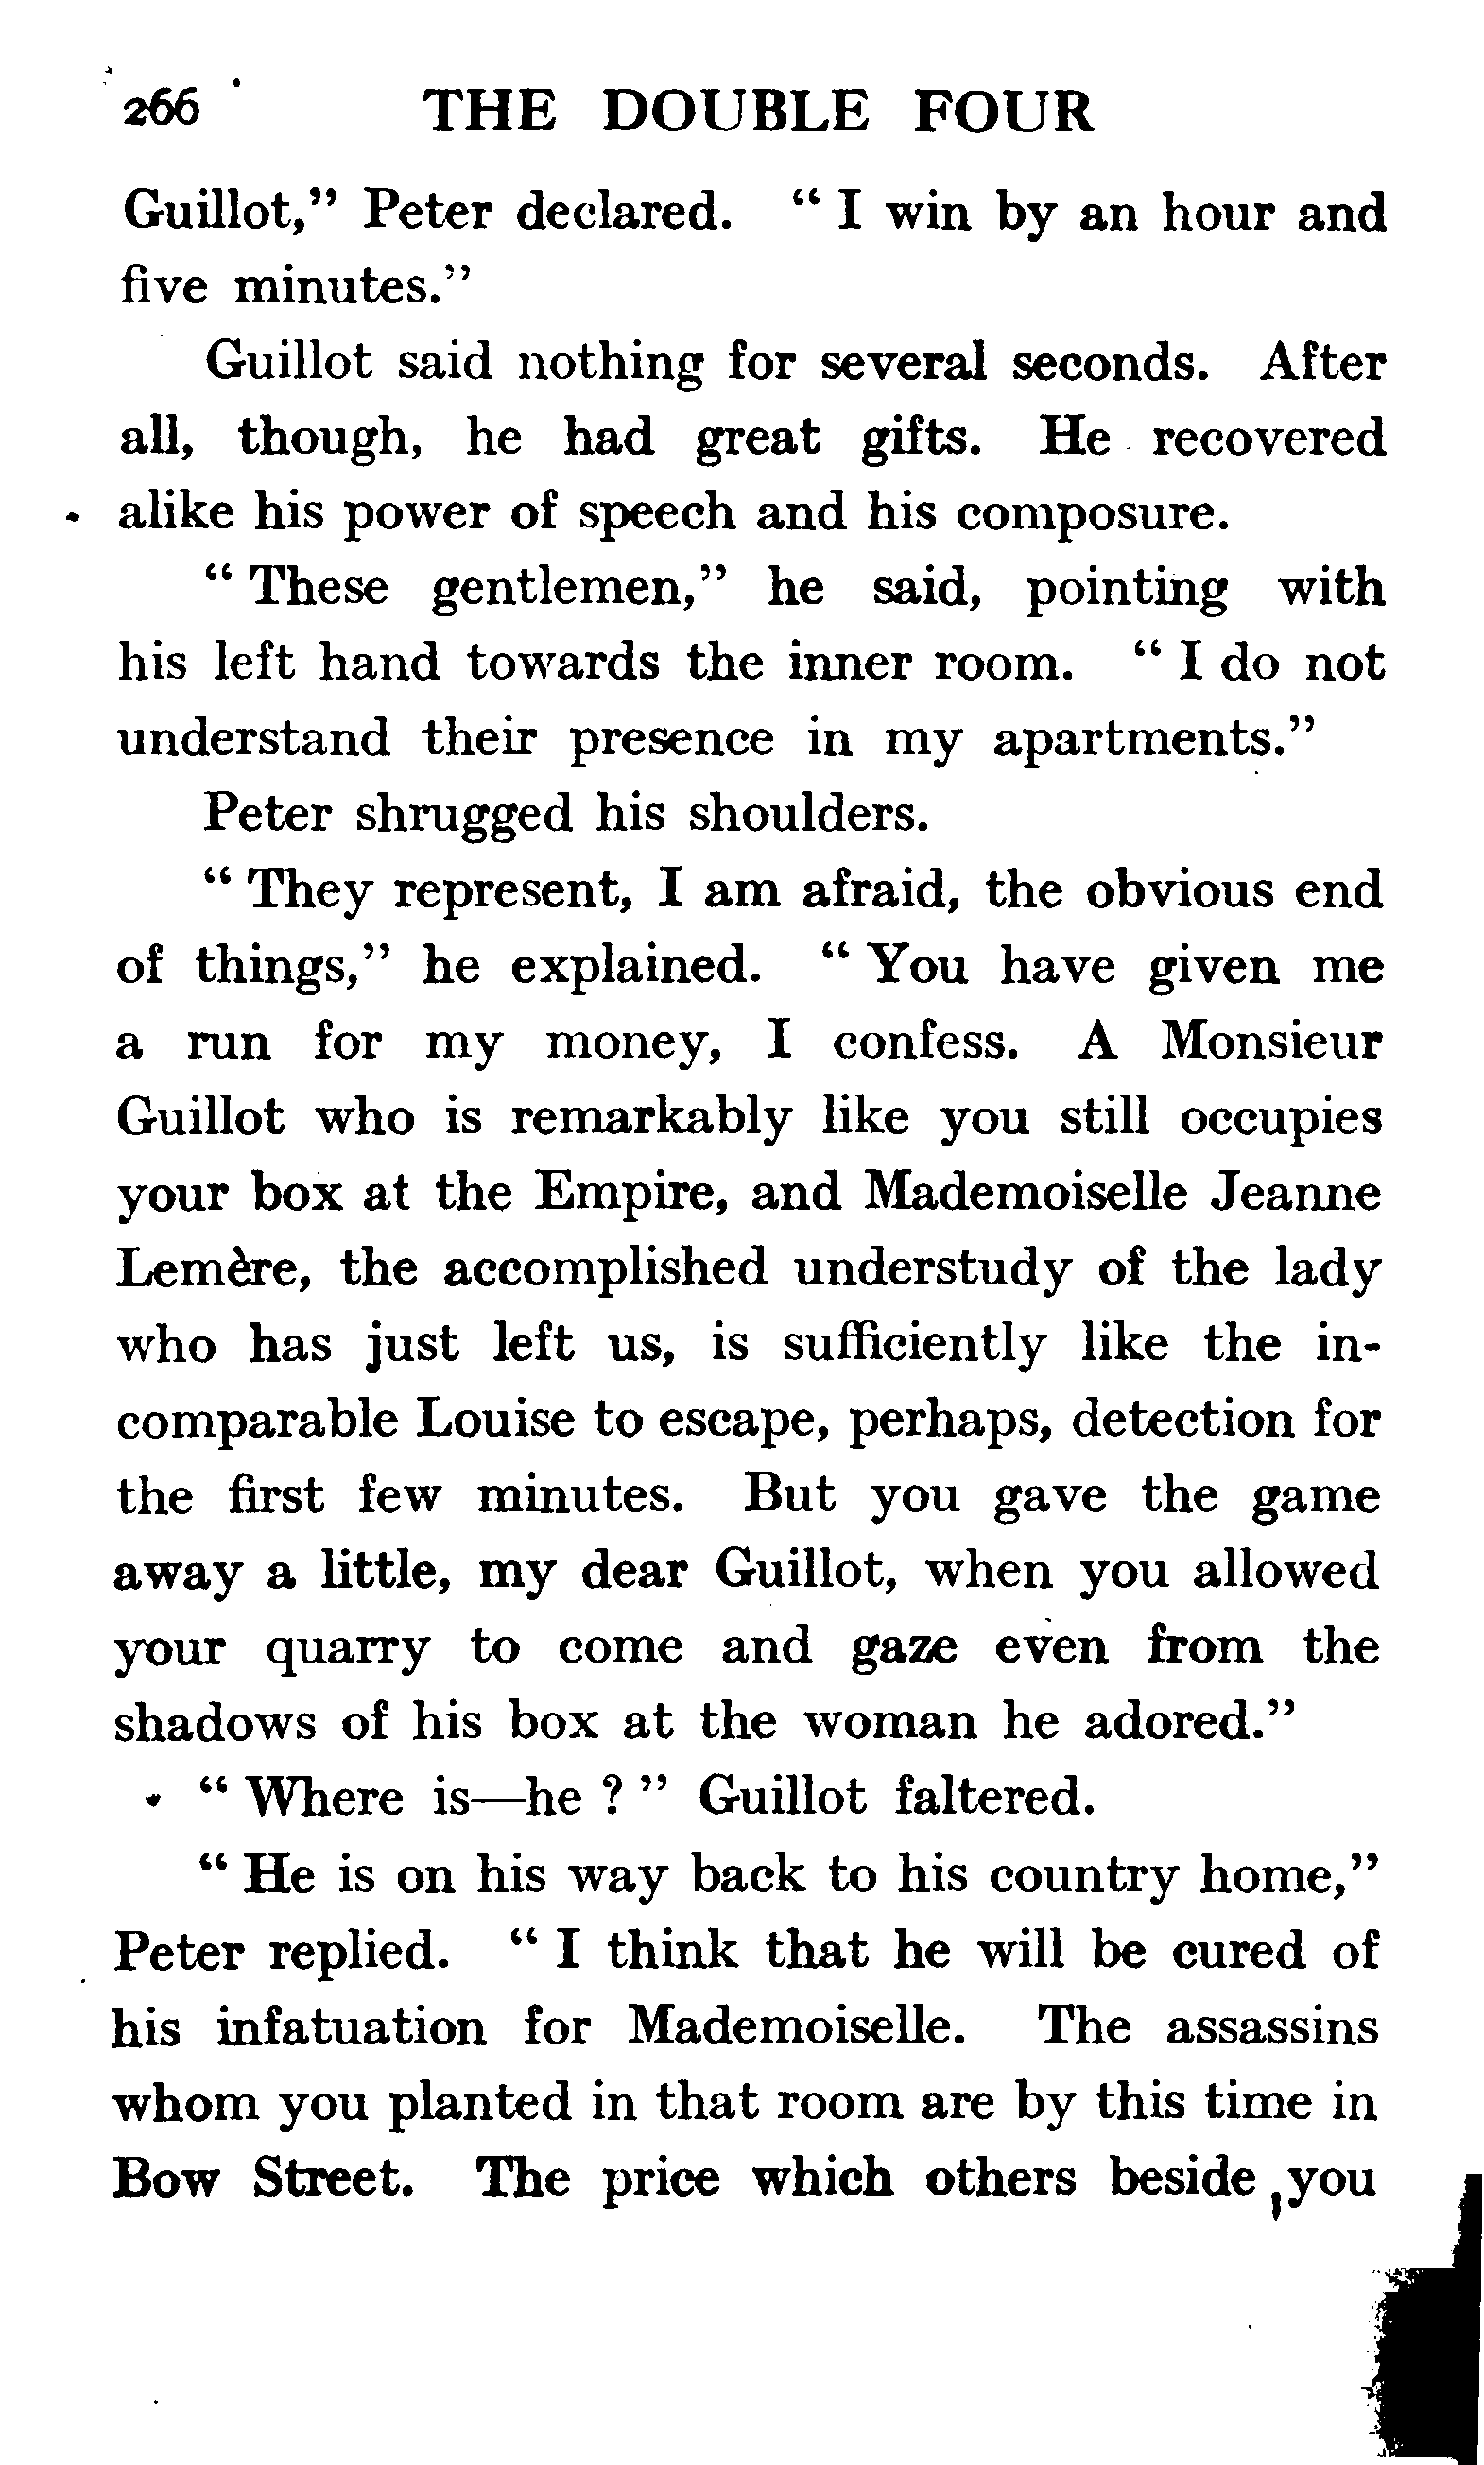 266 THE DOUBLE FOUR
Guillot,” Peter declared. “ I win by an hour and
five minutes.”
Guillot said nothing for several seconds. After
all, though, he had great gifts. He recovered
alike his power of speech and his composure.
“ These gentlemen,” he said, pointing with
his left hand towards the inner room. “ I do not
understand their presence in my apartments.”
Peter shrugged his shoulders.
“ They represent, I am afraid, the obvious end
of things,” he explained. “ You have given me
a run for my money, I confess. A Monsieur
Guillot who is remarkably like you still occupies
your box at the Empire, and Mademoiselle Jeanne
Lemère, the accomplished understudy of the lady
who has just left us, is sufficiently like the in-
comparable Louise to escape, perhaps, detection for
the first few minutes. But you gave the game
away a little, my dear Guillot, when you allowed
your quarry to come and gaze even from the
shadows of his box at the woman he adored.”
“ Where is—he ? ” Guillot faltered.
“ He is on his way back to his country home,”
Peter replied. “ I think that he will be cured of
his infatuation for Mademoiselle. The assassins
whom you planted in that room are by this time in
Bow Street. The price which others beside you